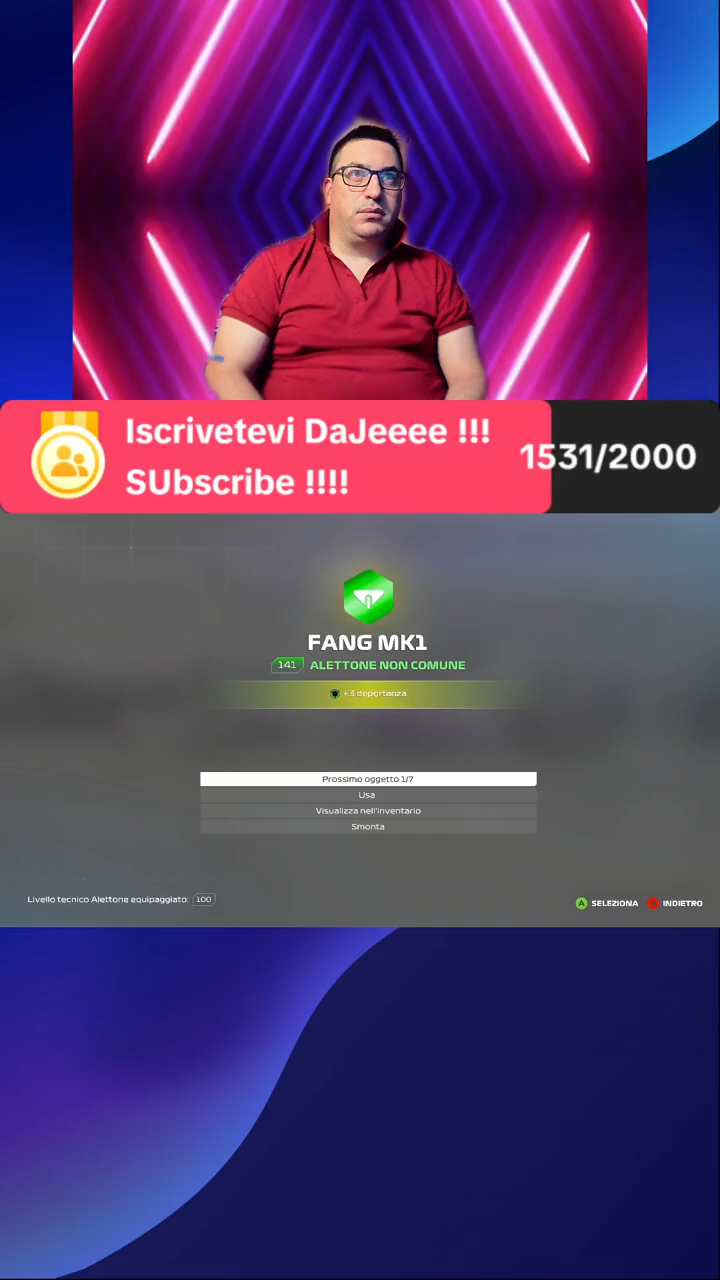 Iscrivetevi DaJeeee !!!
SUbscribe !!!!
1531/2000
FANG MK1
141 ALETTONE NON COMUNE
+ 3 deportanza
Prossimo oggetto 1/7
Usa
Visualizza nell'inventario
Smonta
Livello tecnico Alettone equipaggiato: 100
A SELEZIONA B INDIETRO